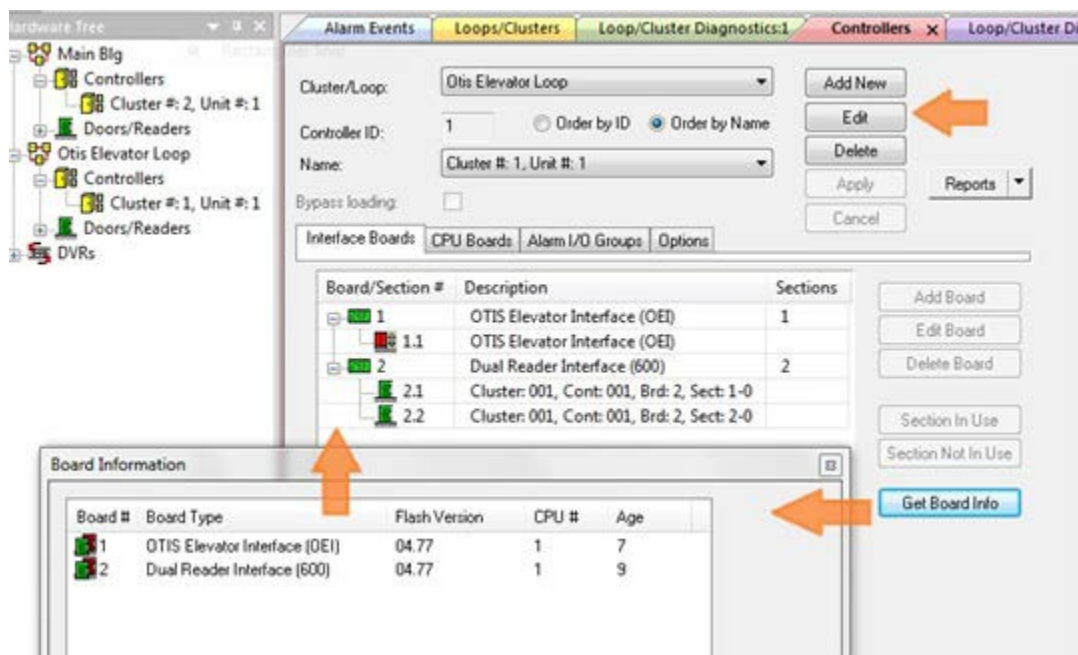 Hardware Tree
Main Blg
Controllers
Cluster #: 2, Unit #: 1
Doors/Readers
Otis Elevator Loop
Controllers
Cluster #: 1, Unit #: 1
Doors/Readers
DVRs
Alarm Events
Loops/Clusters
Loop/Cluster Diagnostics:1
Controllers
Loop/Cluster Di
Cluster/Loop:
Otis Elevator Loop
Add New
Controller ID:
1
Order by ID
Order by Name
Edit
Name:
Cluster #: 1, Unit #: 1
Delete
Bypass loading:
Apply
Reports
Cancel
Interface Boards
CPU Boards
Alarm I/O Groups
Options
Board/Section # Description Sections
1 OTIS Elevator Interface (OEI) 1
1.1 OTIS Elevator Interface (OEI)
2 Dual Reader Interface (600) 2
2.1 Cluster: 001, Cont: 001, Brd: 2, Sect: 1-0
2.2 Cluster: 001, Cont: 001, Brd: 2, Sect: 2-0
Add Board
Edit Board
Delete Board
Section In Use
Section Not In Use
Get Board Info
Board Information
Board # Board Type Flash Version CPU # Age
1 OTIS Elevator Interface (OEI) 04.77 1 7
2 Dual Reader Interface (600) 04.77 1 9